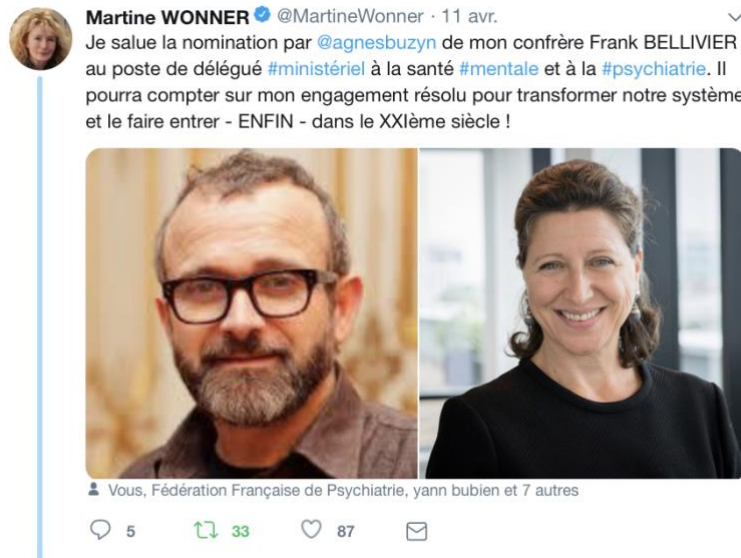 Martine WONNER @MartineWonner · 11 avr.
Je salue la nomination par @agnesbuzyn de mon confrère Frank BELLIVIER
au poste de délégué #ministériel à la santé #mentale et à la #psychiatrie. Il
pourra compter sur mon engagement résolu pour transformer notre système
et le faire entrer - ENFIN - dans le XXIème siècle !
Vous, Fédération Française de Psychiatrie, yann bubien et 7 autres
5 33 87